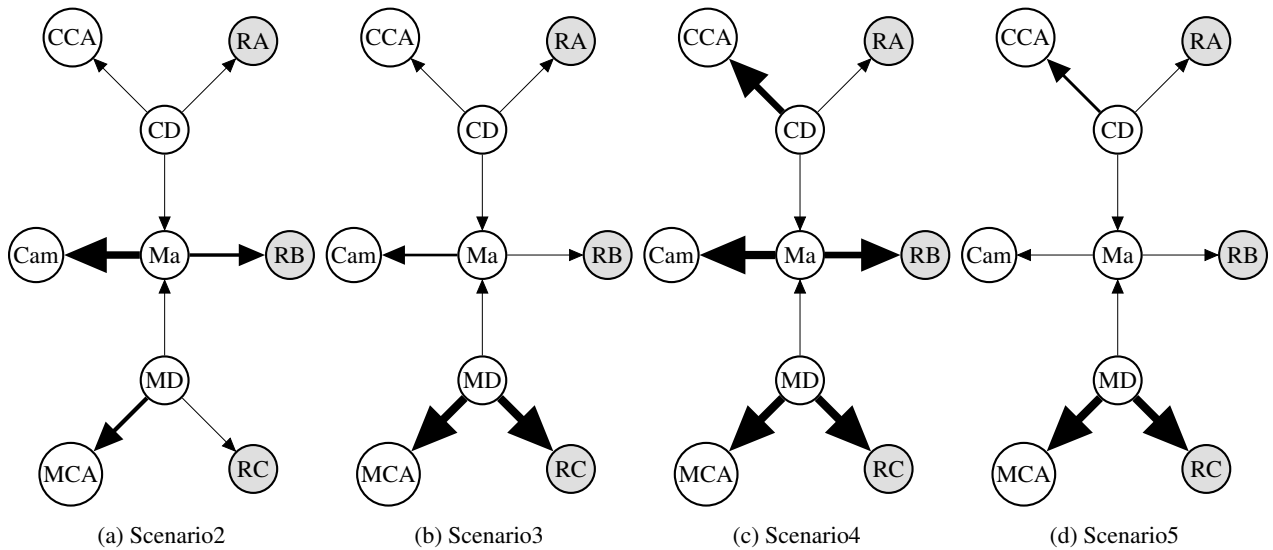 CCA RA CCA RA CCA RA CCA RA
CD CD CD CD
Cam Ma RB Cam Ma RB Cam Ma RB Cam Ma RB
MD MD MD MD
MCA RC MCA RC MCA RC MCA RC
(a) Scenario2 (b) Scenario3 (c) Scenario4 (d) Scenario5